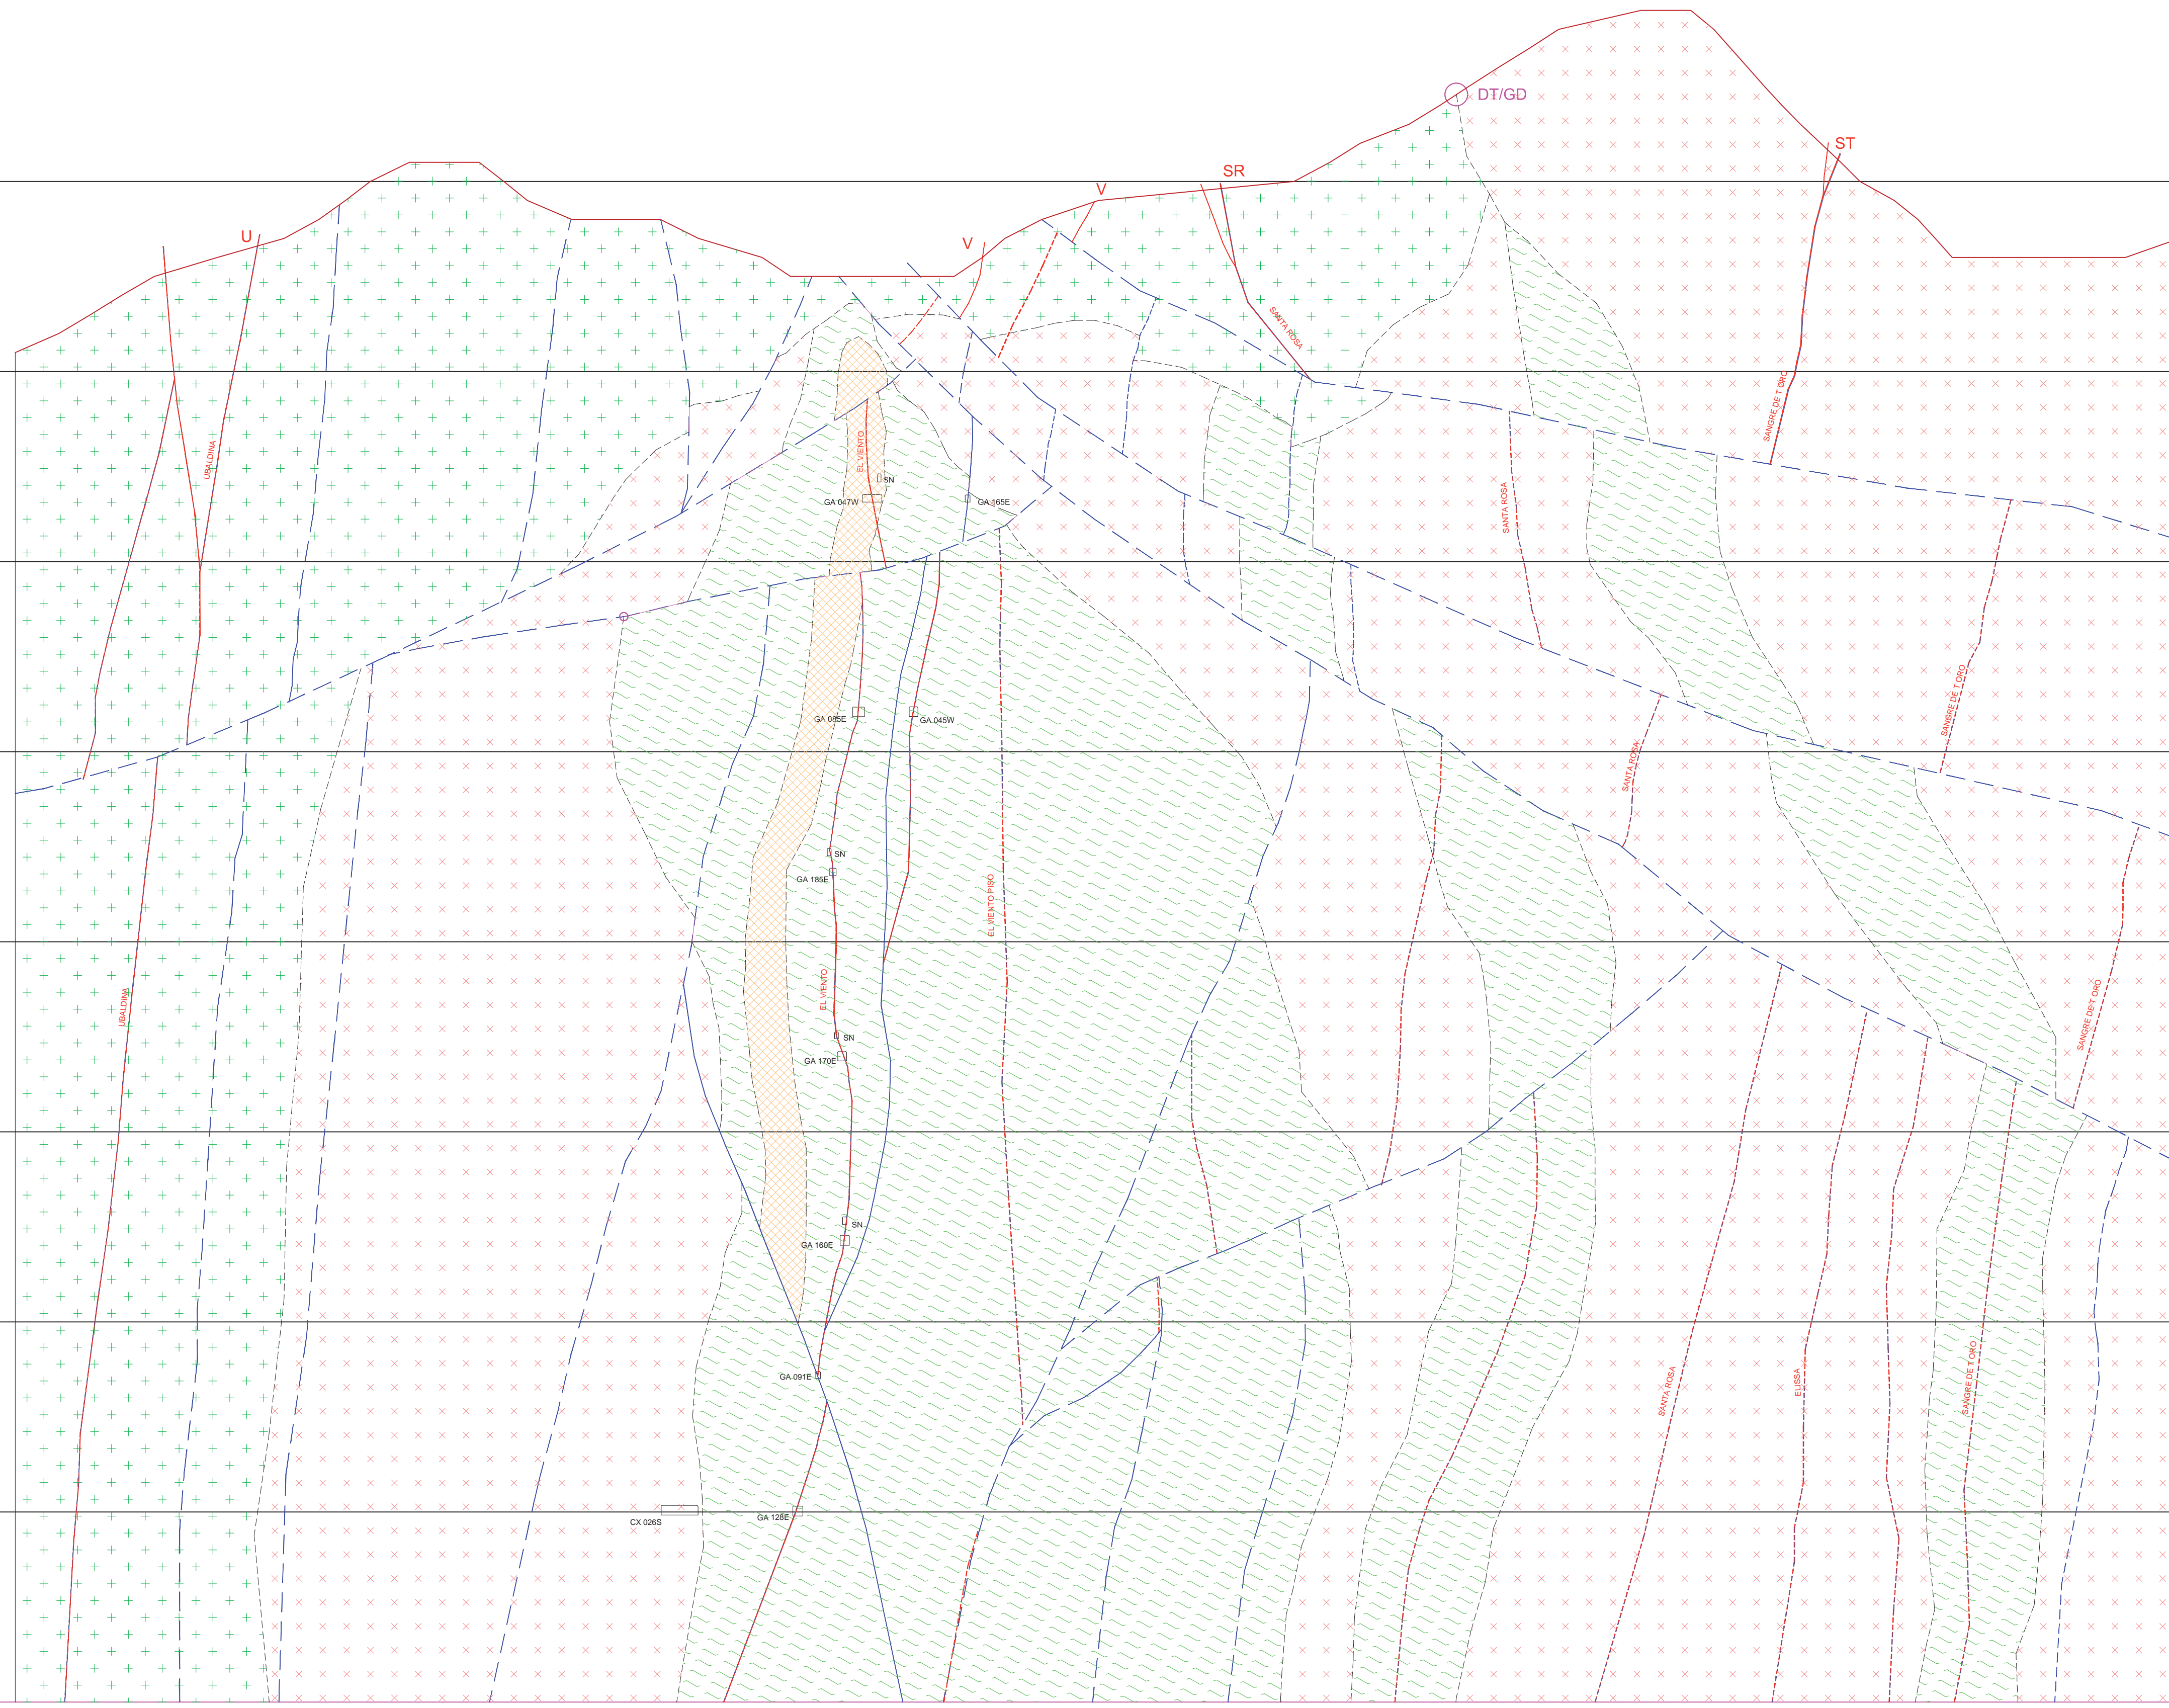 DT/GD
ST
SR
V
U
V
SANTA ROSA
SANGRE DE T ORO
UBALDINA
EL VIENTO
SN
GA 047W
GA 165E
SANTA ROSA
SANGRE DE T ORO
GA 085E
GA 045W
SANTA ROSA
SN
GA 185E
EL VIENTO PISO
UBALDINA
EL VIENTO
SANGRE DE T ORO
SN
GA 170E
SN
GA 160E
GA 091E
SANTA ROSA
ELISSA
SANGRE DE T ORO
CX 026S
GA 128E